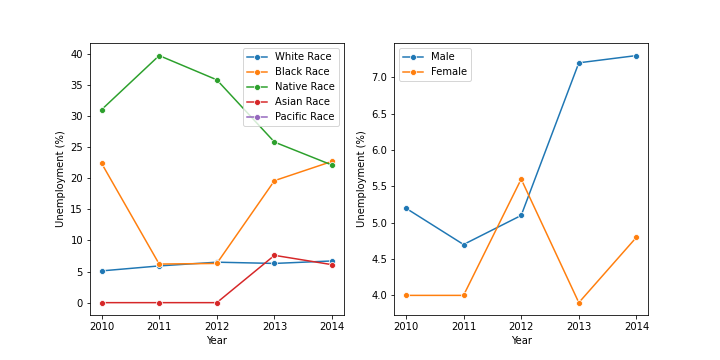 40
35
30
25
20
15
10
5
0
Unemployment (%)
2010 2011 2012 2013 2014
Year
White Race
Black Race
Native Race
Asian Race
Pacific Race
7.0
6.5
6.0
5.5
5.0
4.5
4.0
Unemployment (%)
2010 2011 2012 2013 2014
Year
Male
Female